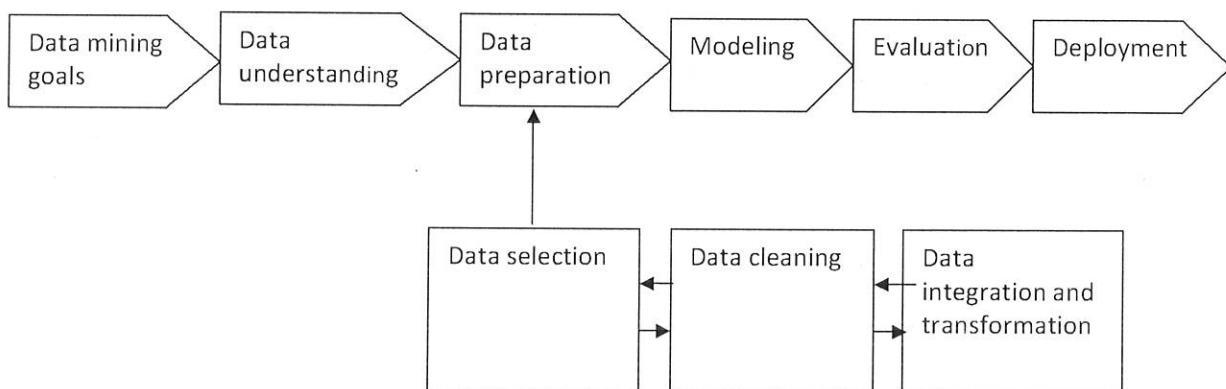 Data mining
goals
Data
understanding
Data
preparation
Modeling
Evaluation
Deployment
Data selection
Data cleaning
Data
integration and
transformation